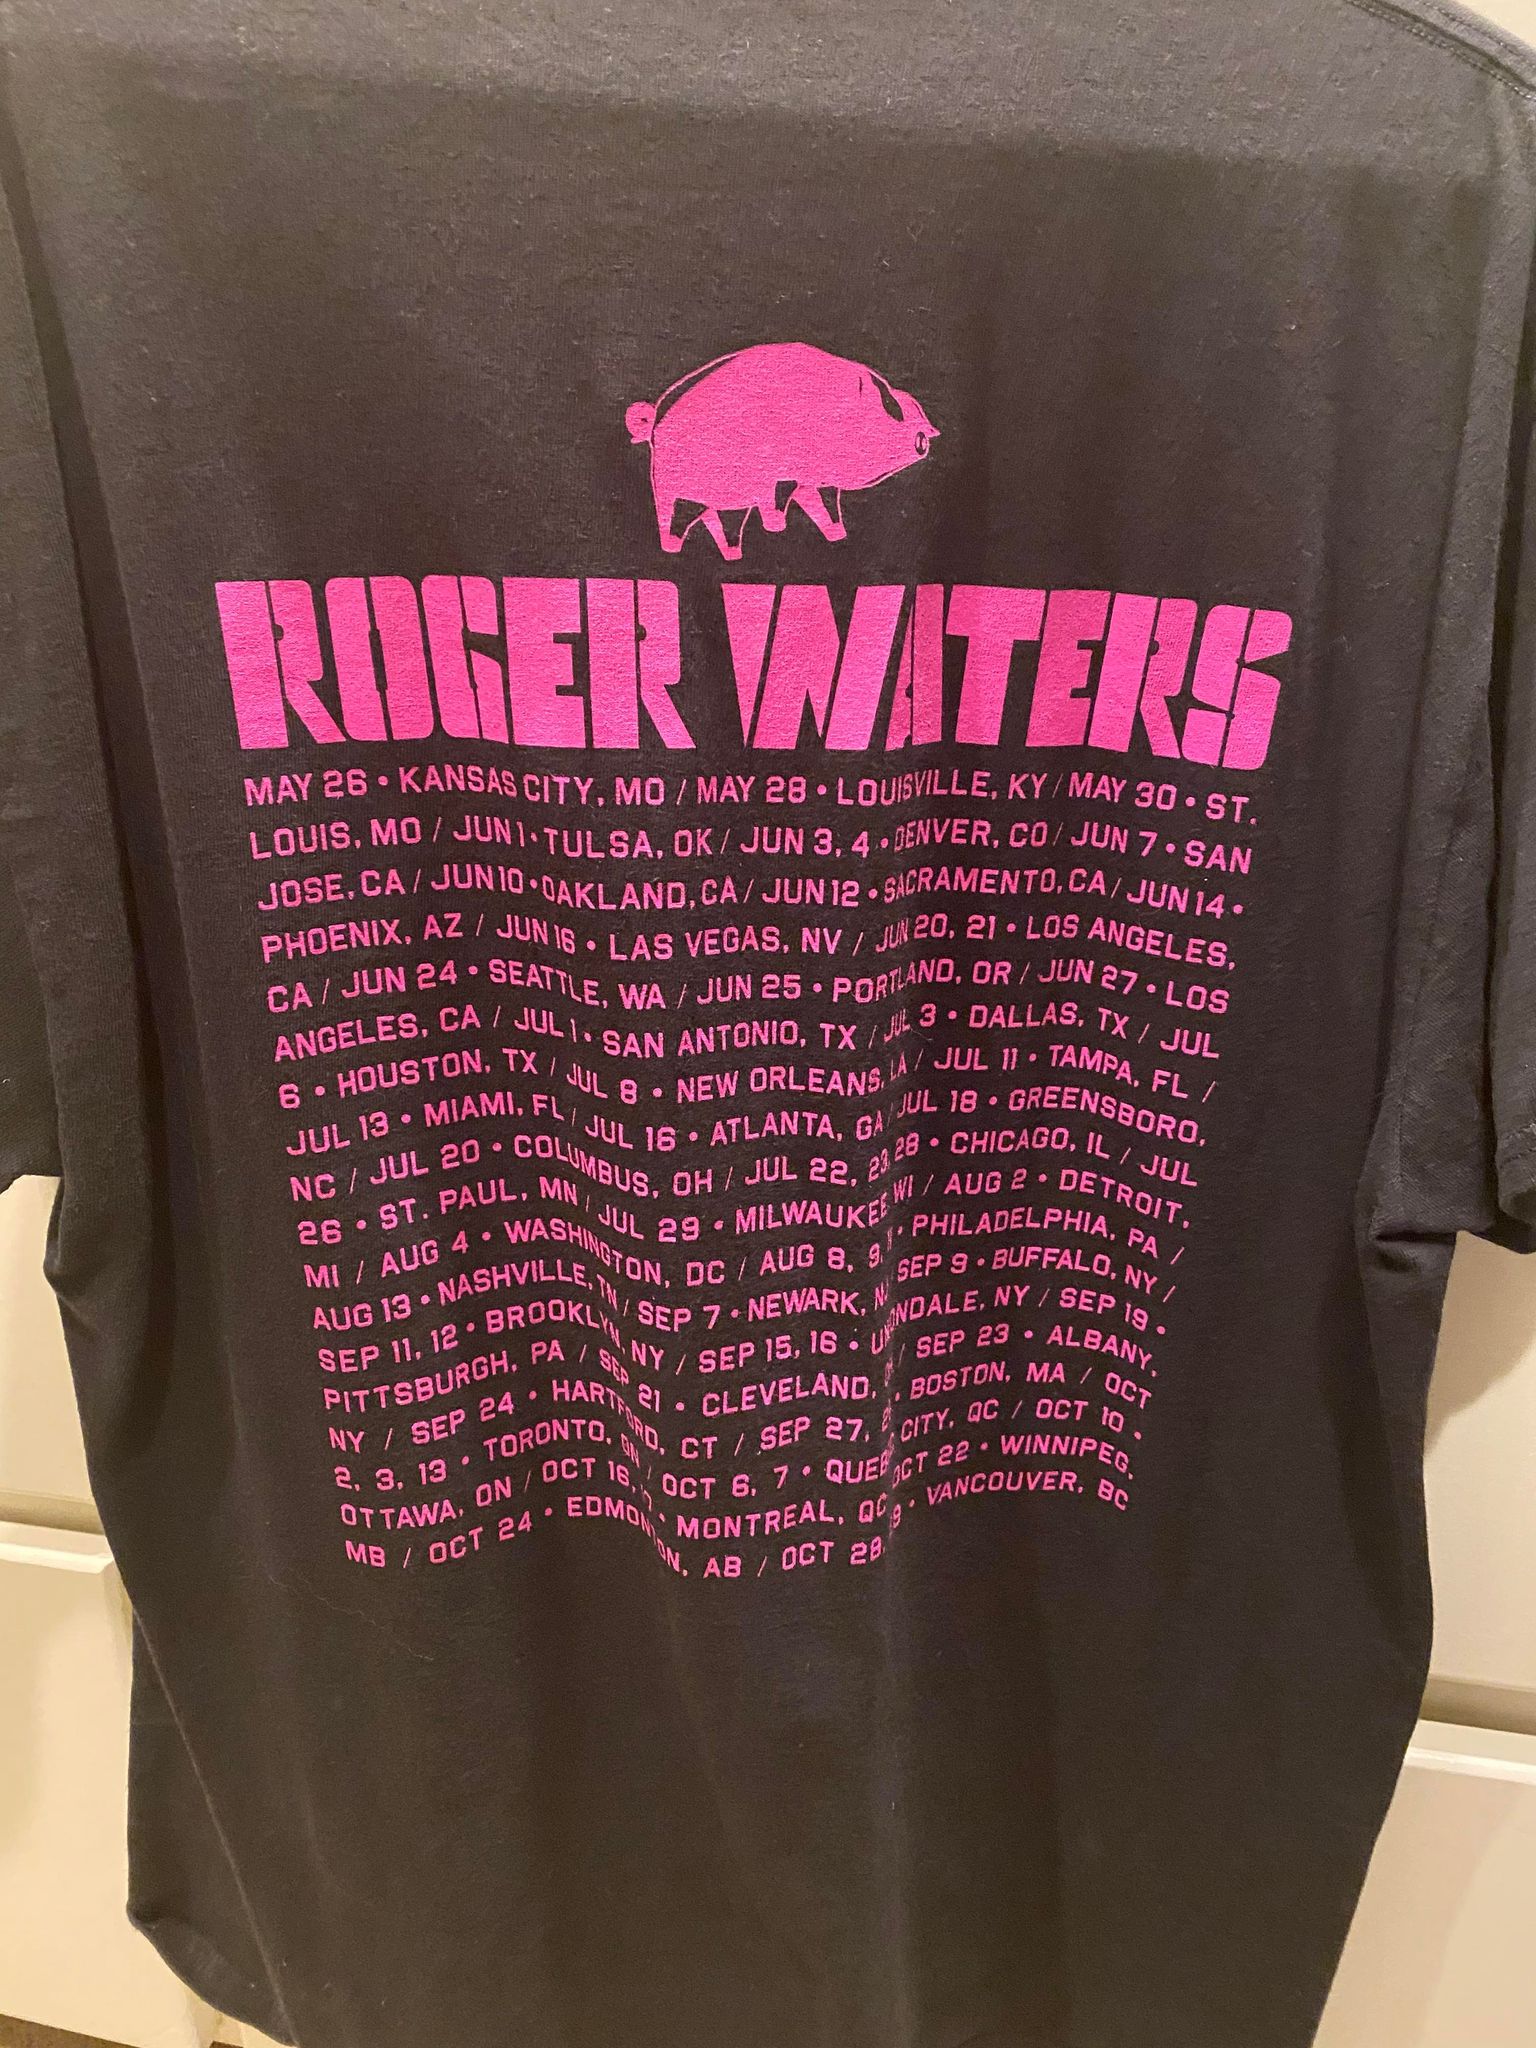 ROGER WATERS
MAY 26 • KANSAS CITY, MO / MAY 28 • LOUISVILLE, KY / MAY 30 • ST.
LOUIS, MO / JUN 1 • TULSA, OK / JUN 3, 4 • DENVER, CO / JUN 7 • SAN
JOSE, CA / JUN 10 • OAKLAND, CA / JUN 12 • SACRAMENTO, CA / JUN 14 •
PHOENIX, AZ / JUN 16 • LAS VEGAS, NV / JUN 20, 21 • LOS ANGELES,
CA / JUN 24 • SEATTLE, WA / JUN 25 • PORTLAND, OR / JUN 27 • LOS
ANGELES, CA / JUL 1 • SAN ANTONIO, TX / JUL 3 • DALLAS, TX / JUL
6 • HOUSTON, TX / JUL 8 • NEW ORLEANS, LA / JUL 11 • TAMPA, FL /
JUL 13 • MIAMI, FL / JUL 16 • ATLANTA, GA / JUL 18 • GREENSBORO,
NC / JUL 20 • COLUMBUS, OH / JUL 22, 23, 28 • CHICAGO, IL / JUL
26 • ST. PAUL, MN / JUL 29 • MILWAUKEE, WI / AUG 2 • DETROIT,
MI / AUG 4 • WASHINGTON, DC / AUG 8, 9, 11 • PHILADELPHIA, PA /
AUG 13 • NASHVILLE, TN / SEP 7 • NEWARK, NJ SEP 9 • BUFFALO, NY /
SEP 11, 12 • BROOKLYN, NY / SEP 15, 16 • UNIONDALE, NY / SEP 19 •
PITTSBURGH, PA / SEP 21 • CLEVELAND, / SEP 23 • ALBANY,
NY / SEP 24 • HARTFORD, CT / SEP 27, • BOSTON, MA / OCT
2, 3, 13 • TORONTO, ON / OCT 6, 7 • QUEBEC CITY, QC / OCT 10 •
OTTAWA, ON / OCT 16, • MONTREAL, QC OCT 22 • WINNIPEG,
MB / OCT 24 • EDMONTON, AB / OCT 28, • VANCOUVER, BC